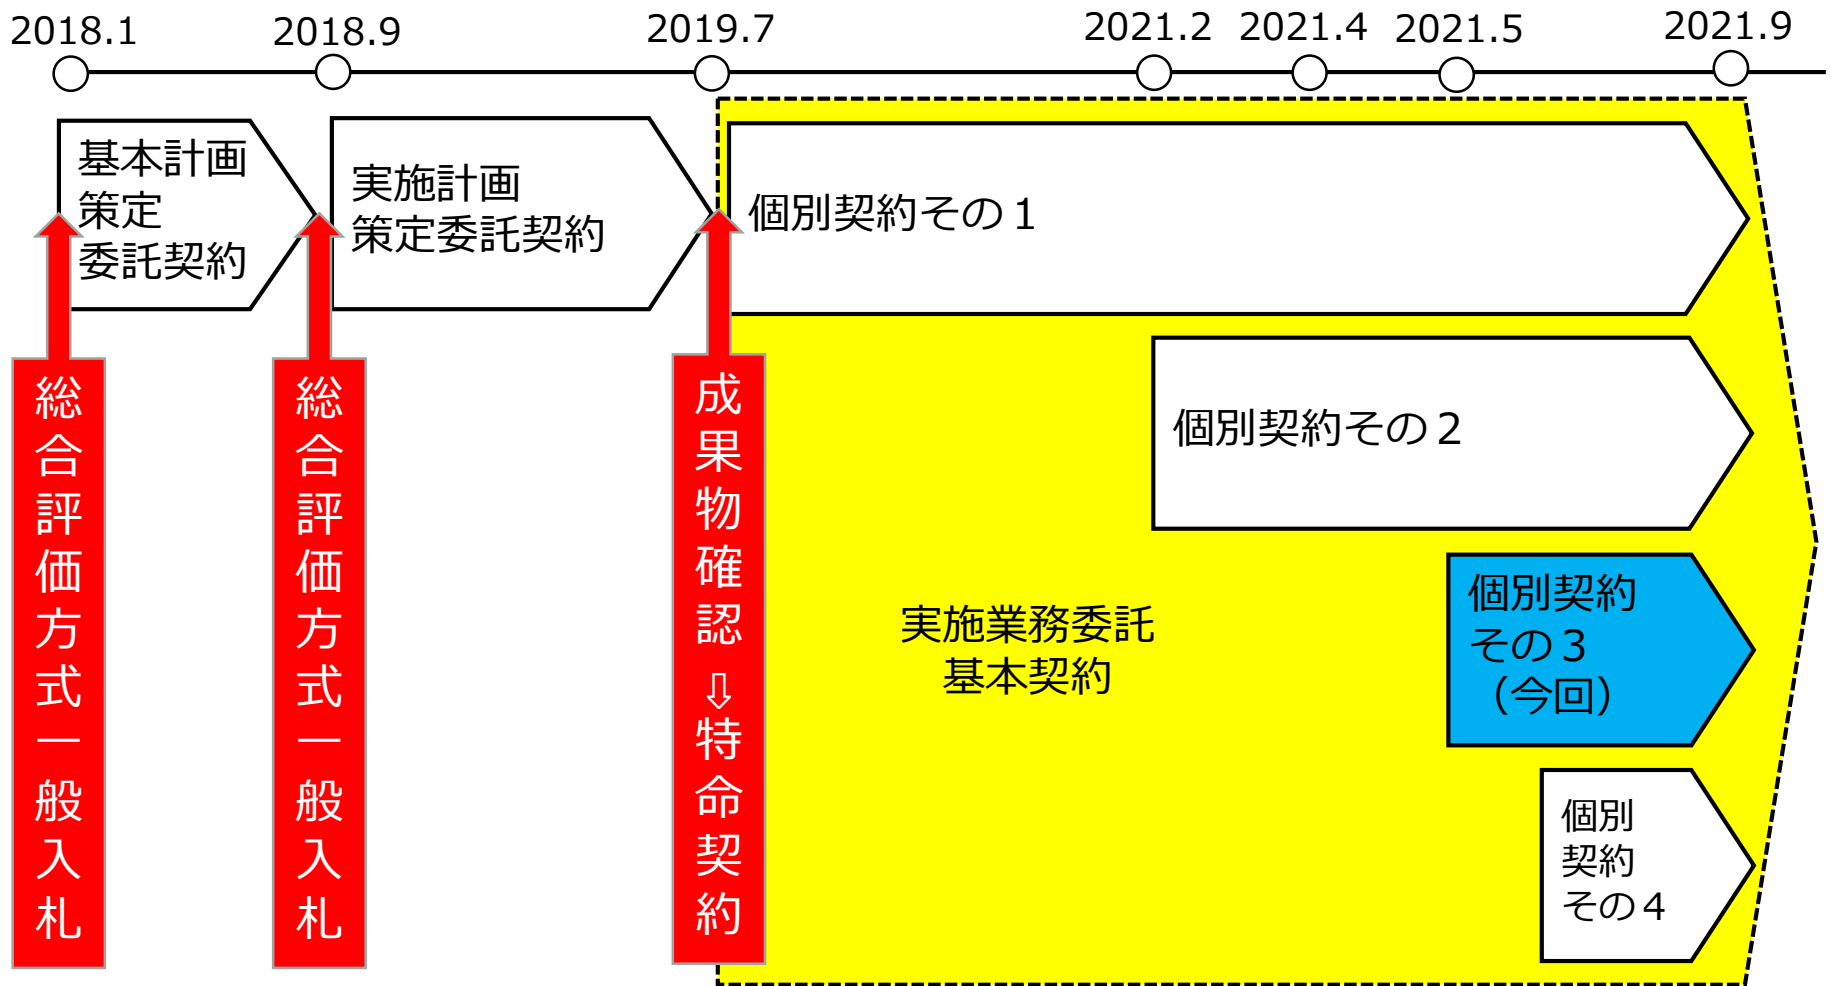 2018.1
2018.9
2019.7
2021.2
2021.4
2021.5
2021.9
基本計画
策定
委託契約
実施計画
策定委託契約
個別契約その１
個別契約その２
個別契約
その３
（今回）
個別
契約
その４
実施業務委託
基本契約
総合評価方式一般入札
総合評価方式一般入札
成果物確認⇩特命契約